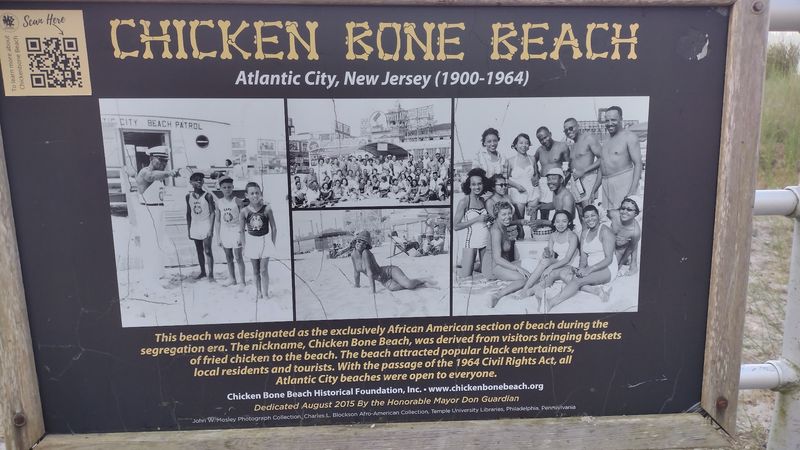 Scan Here
To learn more about
Chickenbone Beach
CHICKEN BONE BEACH
Atlantic City, New Jersey (1900-1964)
CITY BEACH PATROL
This beach was designated as the exclusively African American section of beach during the
segregation era. The nickname, Chicken Bone Beach, was derived from visitors bringing baskets
of fried chicken to the beach. The beach attracted popular black entertainers,
local residents and tourists. With the passage of the 1964 Civil Rights Act, all
Atlantic City beaches were open to everyone.
Chicken Bone Beach Historical Foundation, Inc. • www.chickenbonebeach.org
Dedicated August 2015 By the Honorable Mayor Don Guardian
John W. Mosley Photograph Collection, Charles L. Blockson Afro-American Collection, Temple University Libraries, Philadelphia, Pennsylvania